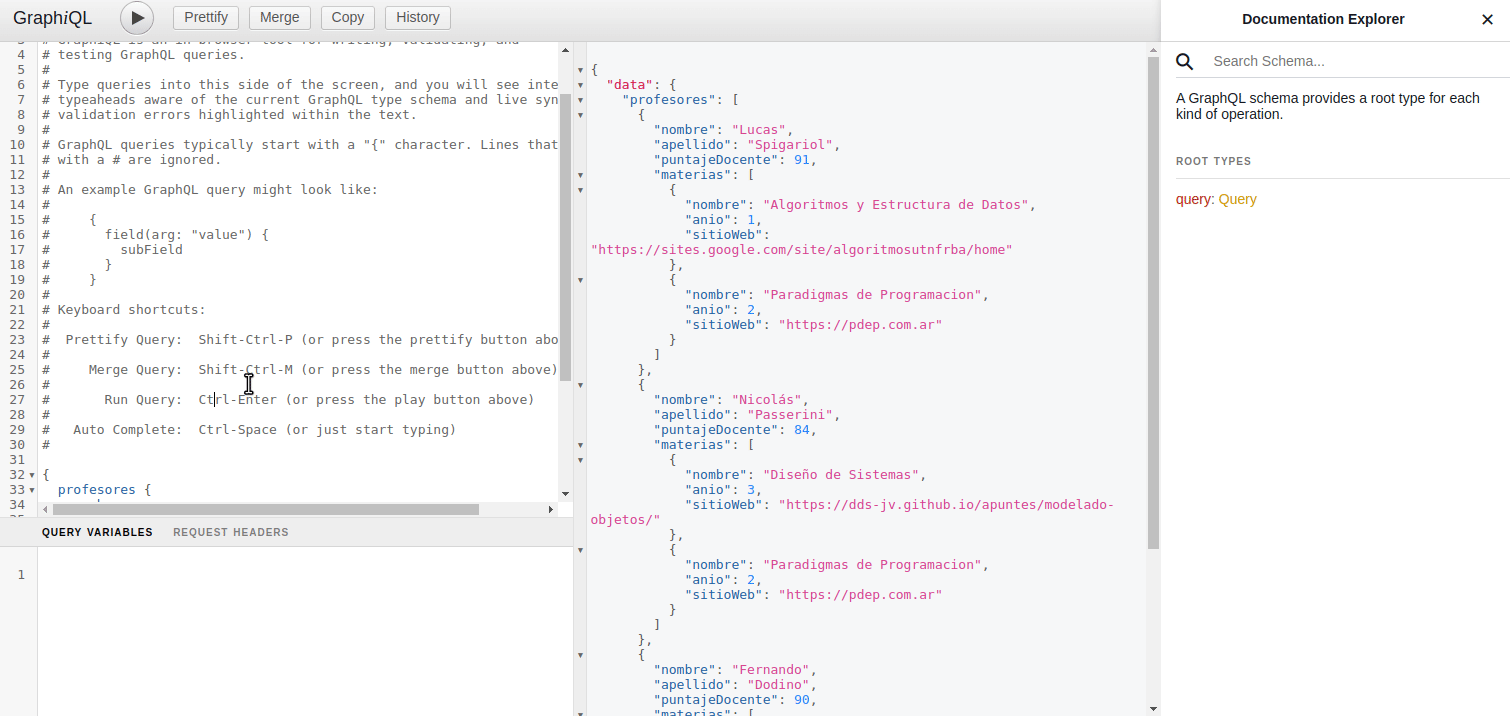 GraphiQL
Prettify
Merge
Copy
History
3 # GraphiQL is an in-browser tool for writing, validating, and
4 # testing GraphQL queries.
5 #
6 # Type queries into this side of the screen, and you will see inte
7 # typeaheads aware of the current GraphQL type schema and live syn
8 # validation errors highlighted within the text.
9 #
10 # GraphQL queries typically start with a "{" character. Lines that
11 # with a # are ignored.
12 #
13 # An example GraphQL query might look like:
14 #
15 #     {
16 #       field(arg: "value") {
17 #         subField
18 #       }
19 #     }
20 #
21 # Keyboard shortcuts:
22 #
23 #  Prettify Query:  Shift-Ctrl-P (or press the prettify button abo
24 #
25 #     Merge Query:  Shift-Ctrl-M (or press the merge button above)
26 #
27 #       Run Query:  Ctrl-Enter (or press the play button above)
28 #
29 #   Auto Complete:  Ctrl-Space (or just start typing)
30 #
31
32 {
33   profesores {
34
QUERY VARIABLES
REQUEST HEADERS
1
{
  "data": {
    "profesores": [
      {
        "nombre": "Lucas",
        "apellido": "Spigariol",
        "puntajeDocente": 91,
        "materias": [
          {
            "nombre": "Algoritmos y Estructura de Datos",
            "anio": 1,
            "sitioWeb":
"https://sites.google.com/site/algoritmosutnfrba/home"
          },
          {
            "nombre": "Paradigmas de Programacion",
            "anio": 2,
            "sitioWeb": "https://pdep.com.ar"
          }
        ]
      },
      {
        "nombre": "Nicolás",
        "apellido": "Passerini",
        "puntajeDocente": 84,
        "materias": [
          {
            "nombre": "Diseño de Sistemas",
            "anio": 3,
            "sitioWeb": "https://dds-jv.github.io/apuntes/modelado-
objetos/"
          },
          {
            "nombre": "Paradigmas de Programacion",
            "anio": 2,
            "sitioWeb": "https://pdep.com.ar"
          }
        ]
      },
      {
        "nombre": "Fernando",
        "apellido": "Dodino",
        "puntajeDocente": 90,
        "materias": [
Documentation Explorer
Search Schema...
A GraphQL schema provides a root type for each
kind of operation.
ROOT TYPES
query: Query